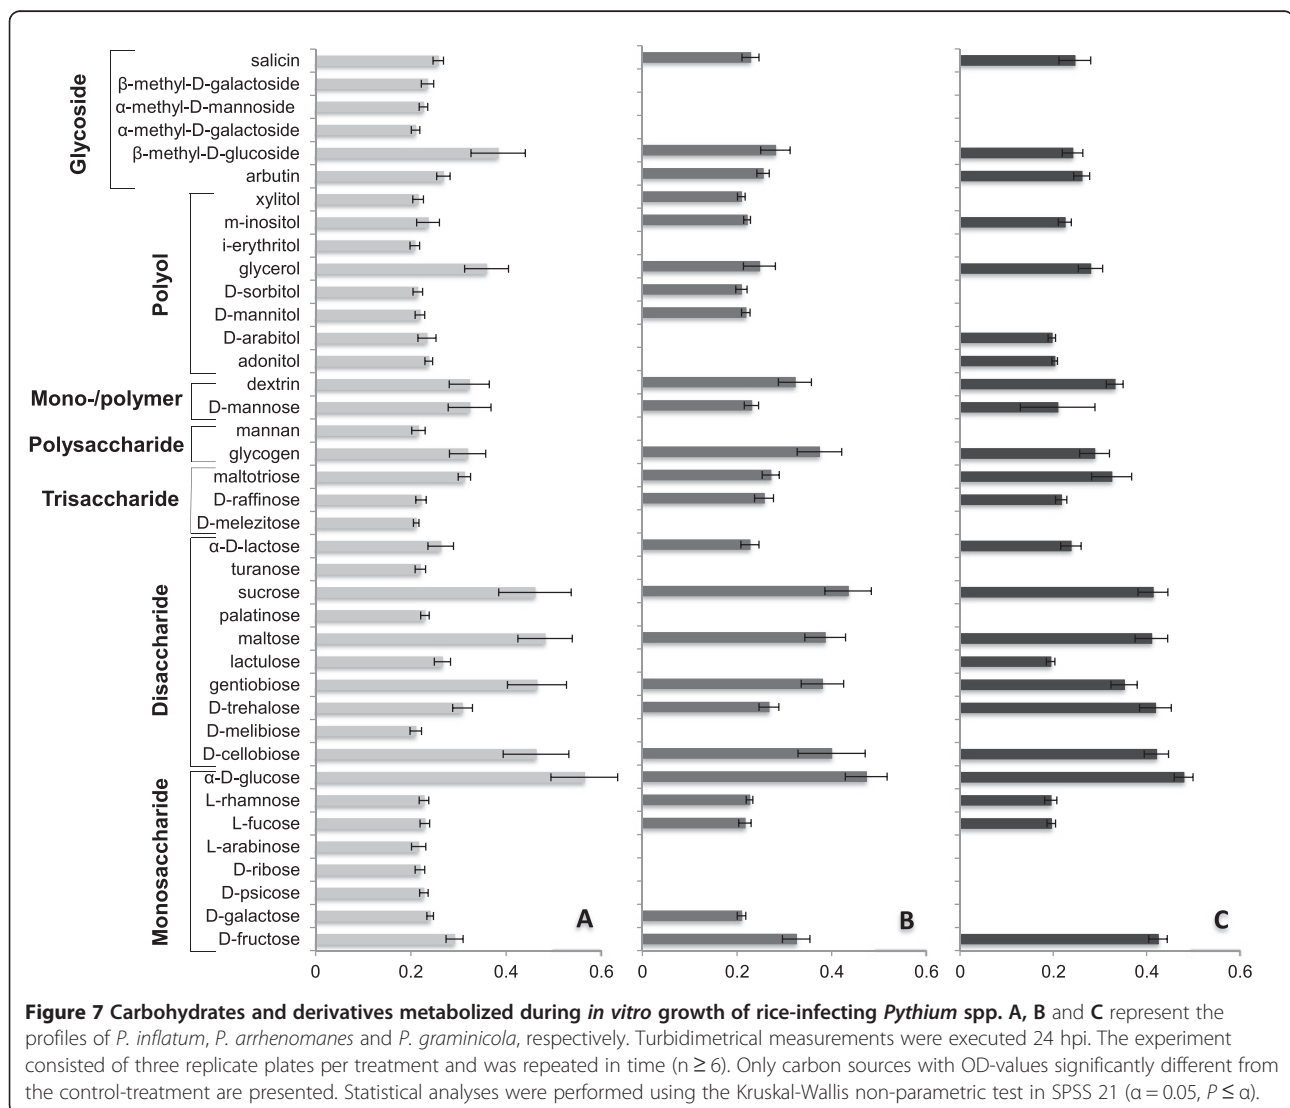 Glycoside
salicin
β-methyl-D-galactoside
α-methyl-D-mannoside
α-methyl-D-galactoside
β-methyl-D-glucoside
arbutin
Polyol
xylitol
m-inositol
i-erythritol
glycerol
D-sorbitol
D-mannitol
D-arabitol
adonitol
Mono-/polymer
dextrin
D-mannose
Polysaccharide
mannan
glycogen
Trisaccharide
maltotriose
D-raffinose
D-melezitose
Disaccharide
α-D-lactose
turanose
sucrose
palatinose
maltose
lactulose
gentiobiose
D-trehalose
D-melibiose
D-cellobiose
Monosaccharide
α-D-glucose
L-rhamnose
L-fucose
L-arabinose
D-ribose
D-psicose
D-galactose
D-fructose
A B C
0 0.2 0.4 0.6 0 0.2 0.4 0.6 0 0.2 0.4 0.6
Figure 7 Carbohydrates and derivatives metabolized during in vitro growth of rice-infecting Pythium spp. A, B and C represent the
profiles of P. inflatum, P. arrhenomanes and P. graminicola, respectively. Turbidimetrical measurements were executed 24 hpi. The experiment
consisted of three replicate plates per treatment and was repeated in time (n ≥ 6). Only carbon sources with OD-values significantly different from
the control-treatment are presented. Statistical analyses were performed using the Kruskal-Wallis non-parametric test in SPSS 21 (α = 0.05, P ≤ α).